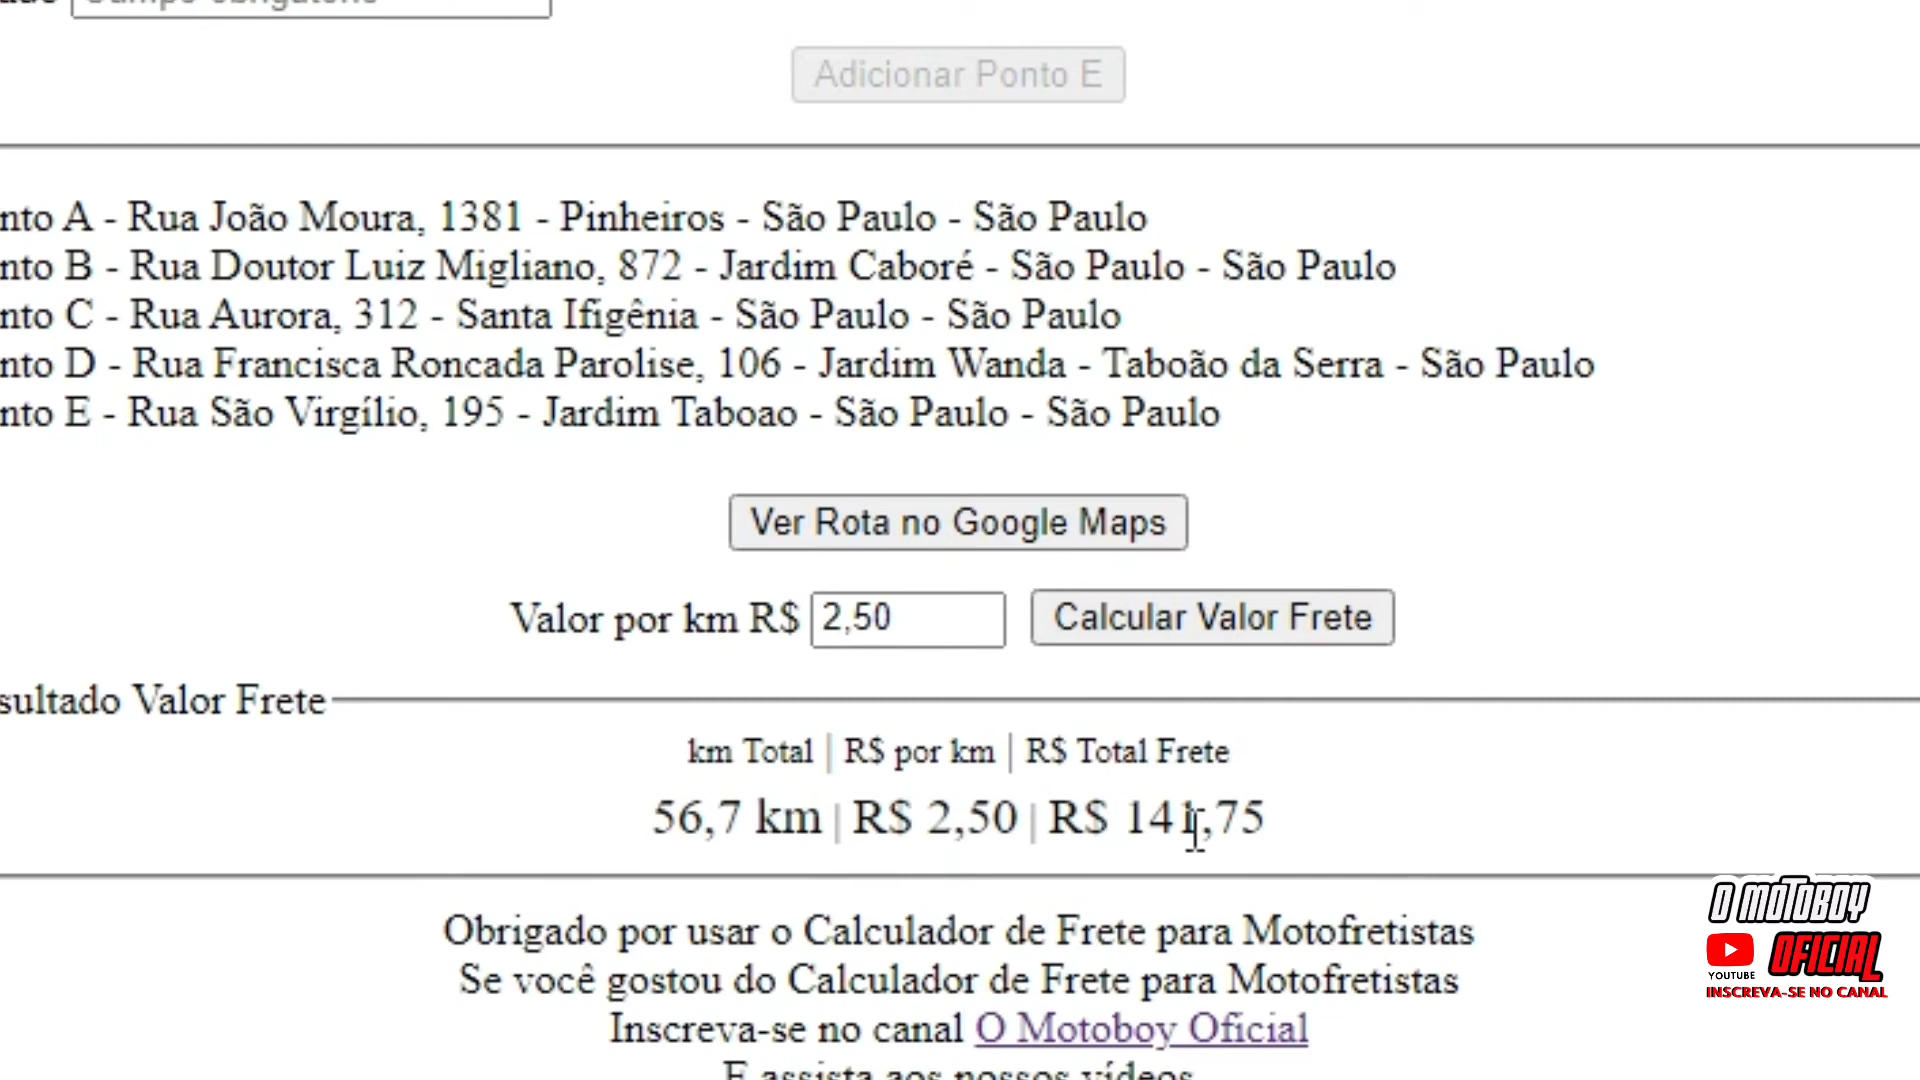 Adicionar Ponto E
nto A - Rua João Moura, 1381 - Pinheiros - São Paulo - São Paulo
nto B - Rua Doutor Luiz Migliano, 872 - Jardim Caboré - São Paulo - São Paulo
nto C - Rua Aurora, 312 - Santa Ifigênia - São Paulo - São Paulo
nto D - Rua Francisca Roncada Parolise, 106 - Jardim Wanda - Taboão da Serra - São Paulo
nto E - Rua São Virgílio, 195 - Jardim Taboao - São Paulo - São Paulo
Ver Rota no Google Maps
Valor por km R$ 2,50 Calcular Valor Frete
sultado Valor Frete
km Total | R$ por km | R$ Total Frete
56,7 km | R$ 2,50 | R$ 141,75
Obrigado por usar o Calculador de Frete para Motofretistas
Se você gostou do Calculador de Frete para Motofretistas
Inscreva-se no canal O Motoboy Oficial
E assista aos nossos vídeos
O MOTOBOY
OFICIAL
YOUTUBE
INSCREVA-SE NO CANAL